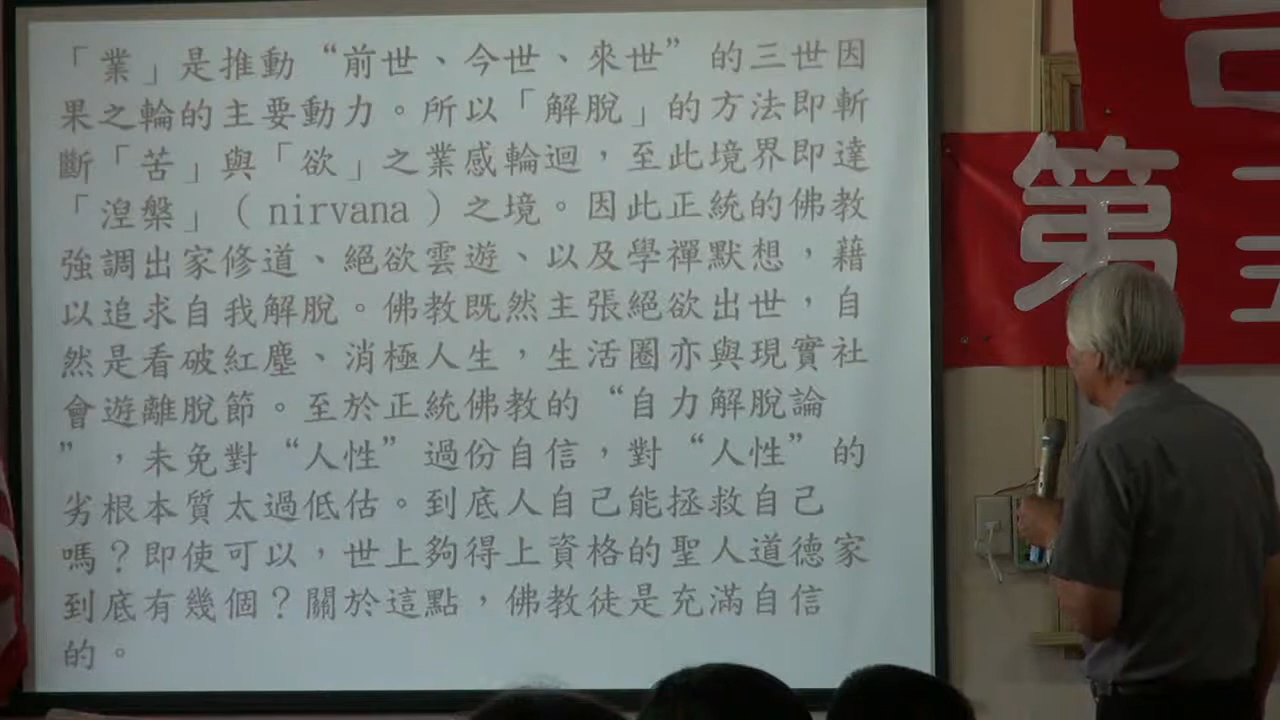 「業」是推動“前世、今世、來世”的三世因
果之輪的主要動力。所以「解脫」的方法即斬
斷「苦」與「欲」之業感輪迴，至此境界即達
「湼槃」（nirvana）之境。因此正統的佛教
強調出家修道、絕欲雲遊、以及學禪默想，藉
以追求自我解脫。佛教既然主張絕欲出世，自
然是看破紅塵、消極人生，生活圈亦與現實社
會遊離脫節。至於正統佛教的“自力解脫論
”，未免對“人性”過份自信，對“人性”的
劣根本質太過低估。到底人自己能拯救自己
嗎？即使可以，世上夠得上資格的聖人道德家
到底有幾個？關於這點，佛教徒是充滿自信
的。
第